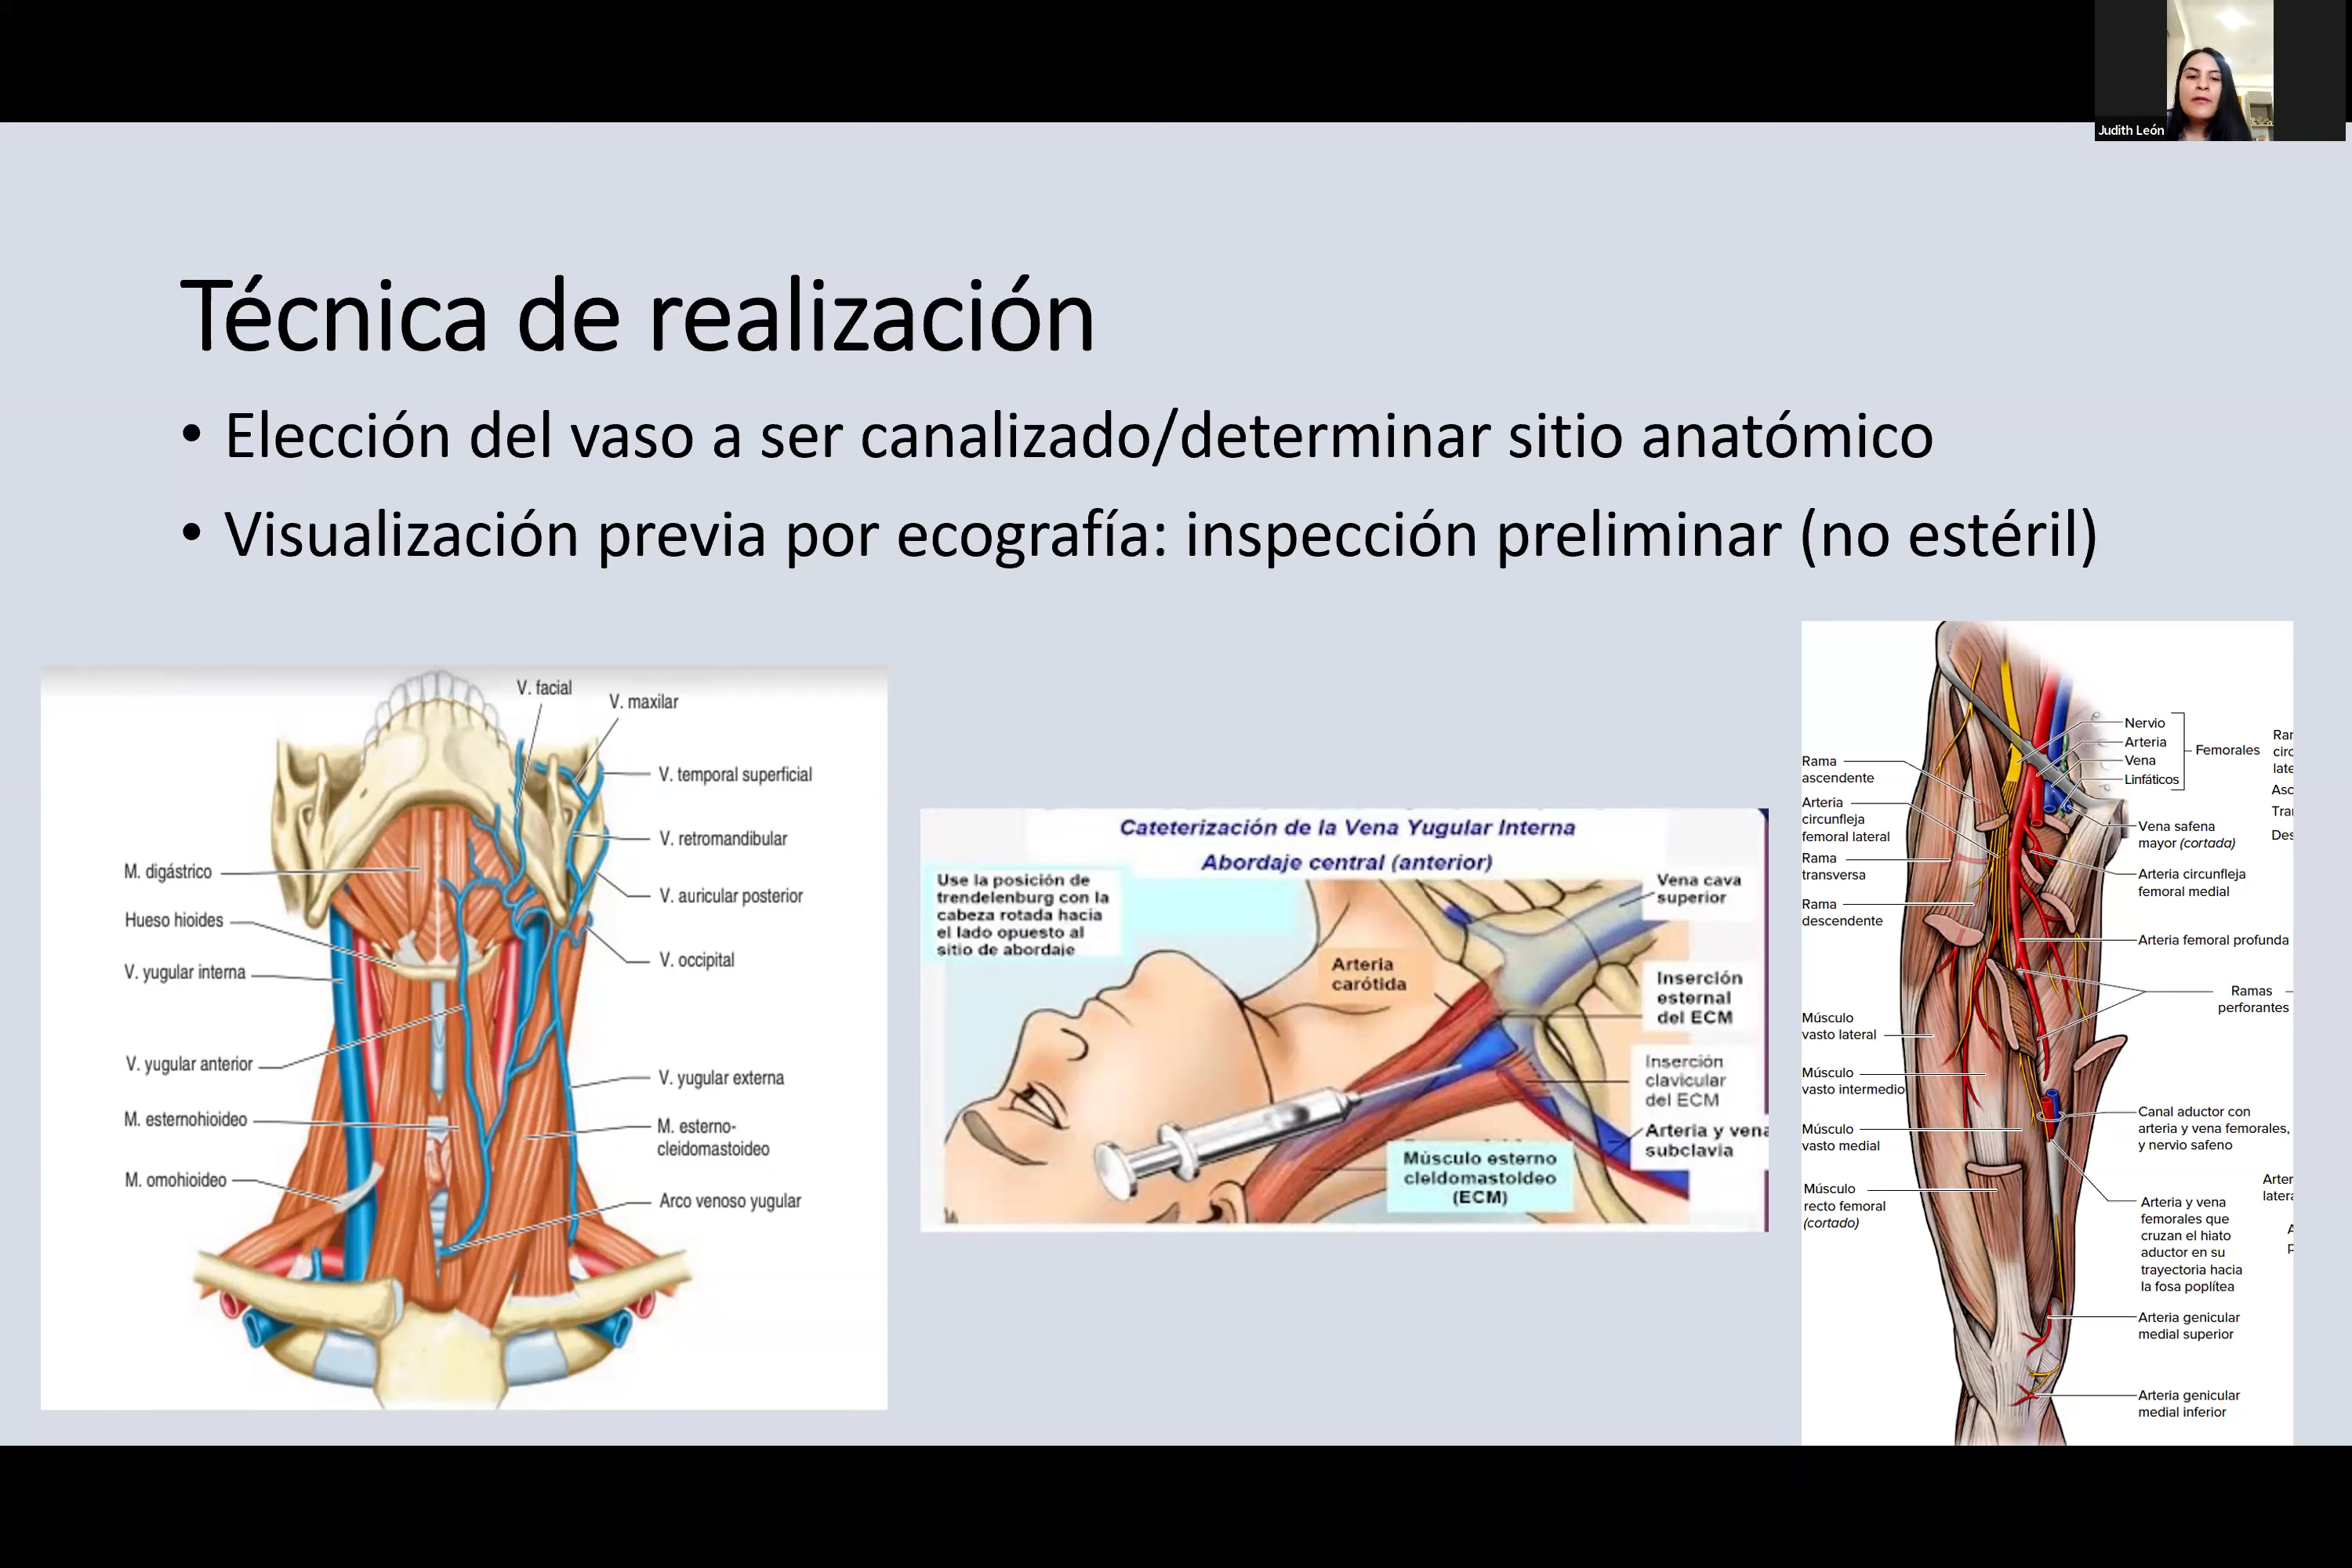 Judith León
Técnica de realización
• Elección del vaso a ser canalizado/determinar sitio anatómico
• Visualización previa por ecografía: inspección preliminar (no estéril)
V. facial
V. maxilar
V. temporal superficial
V. retromandibular
V. auricular posterior
V. occipital
V. yugular externa
M. esterno-
cleidomastoideo
Arco venoso yugular
M. digástrico
Hueso hioides
V. yugular interna
V. yugular anterior
M. esternohioideo
M. omohioideo
Cateterización de la Vena Yugular Interna
Abordaje central (anterior)
Use la posición de
trendelenburg con la
cabeza rotada hacia
el lado opuesto al
sitio de abordaje
Vena cava
superior
Arteria
carótida
Inserción
esternal
del ECM
Inserción
clavicular
del ECM
Arteria y vena
subclavia
Músculo esterno
cleidomastoideo
(ECM)
Nervio
Arteria
Vena
Linfáticos
Femorales
Rama
ascendente
Arteria
circunfleja
femoral lateral
Rama
transversa
Rama
descendente
Músculo
vasto lateral
Músculo
vasto intermedio
Músculo
vasto medial
Músculo
recto femoral
(cortado)
Vena safena
mayor (cortada)
Arteria circunfleja
femoral medial
Arteria femoral profunda
Ramas
perforantes
Canal aductor con
arteria y vena femorales,
y nervio safeno
Arteria y vena
femorales que
cruzan el hiato
aductor en su
trayectoria hacia
la fosa poplítea
Arteria genicular
medial superior
Arteria genicular
medial inferior